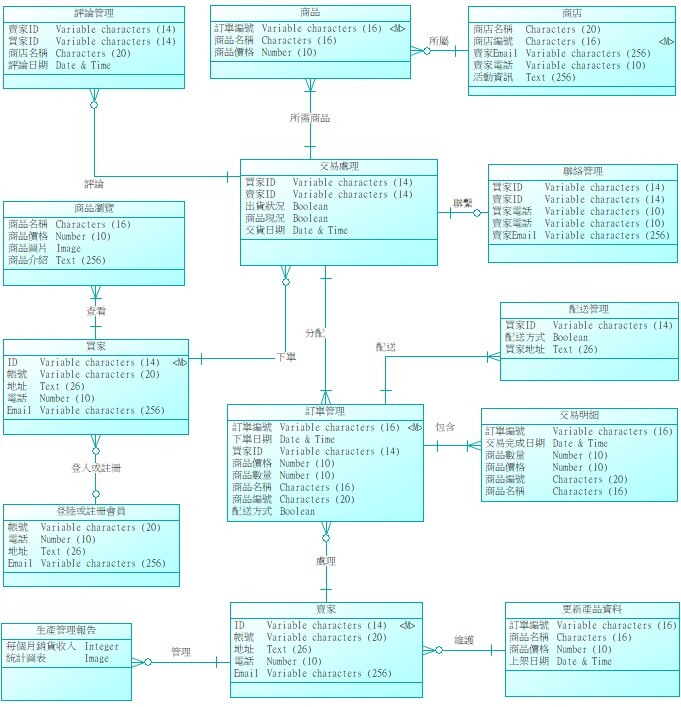 評論管理
賣家ID Variable characters (14)
買家ID Variable characters (14)
商店名稱 Characters (20)
評論日期 Date & Time
商品
訂單編號 Variable characters (16) <M>
商品名稱 Characters (16)
商品價格 Number (10)
商店
商店名稱 Characters (20)
商店編號 Characters (16) <M>
賣家Email Variable characters (256)
賣家電話 Variable characters (10)
活動資訊 Text (256)
所屬
所需商品
評論
交易處理
買家ID Variable characters (14)
賣家ID Variable characters (14)
出貨狀況 Boolean
商品現況 Boolean
交貨日期 Date & Time
聯繫
聯絡管理
買家ID Variable characters (14)
賣家ID Variable characters (14)
買家電話 Variable characters (10)
賣家電話 Variable characters (10)
賣家Email Variable characters (256)
商品瀏覽
商品名稱 Characters (16)
商品價格 Number (10)
商品圖片 Image
商品介紹 Text (256)
查看
買家
ID Variable characters (14) <M>
帳號 Variable characters (20)
地址 Text (26)
電話 Number (10)
Email Variable characters (256)
下單
分配
配送
配送管理
買家ID Variable characters (14)
配送方式 Boolean
買家地址 Text (26)
訂單管理
訂單編號 Variable characters (16) <M>
下單日期 Date & Time
買家ID Variable characters (14)
商品價格 Number (10)
商品數量 Number (10)
商品名稱 Characters (16)
商品編號 Characters (20)
配送方式 Boolean
包含
交易明細
訂單編號 Variable characters (16)
交易完成日期 Date & Time
商品數量 Number (10)
商品價格 Number (10)
商品編號 Characters (20)
商品名稱 Characters (16)
登入或註冊
登陸或註冊會員
帳號 Variable characters (20)
電話 Number (10)
地址 Text (26)
Email Variable characters (256)
處理
賣家
ID Variable characters (14) <M>
帳號 Variable characters (20)
地址 Text (26)
電話 Number (10)
Email Variable characters (256)
生產管理報告
每個月銷貨收入 Integer
統計圖表 Image
管理
維護
更新產品資料
訂單編號 Variable characters (16)
商品名稱 Characters (16)
商品價格 Number (10)
上架日期 Date & Time